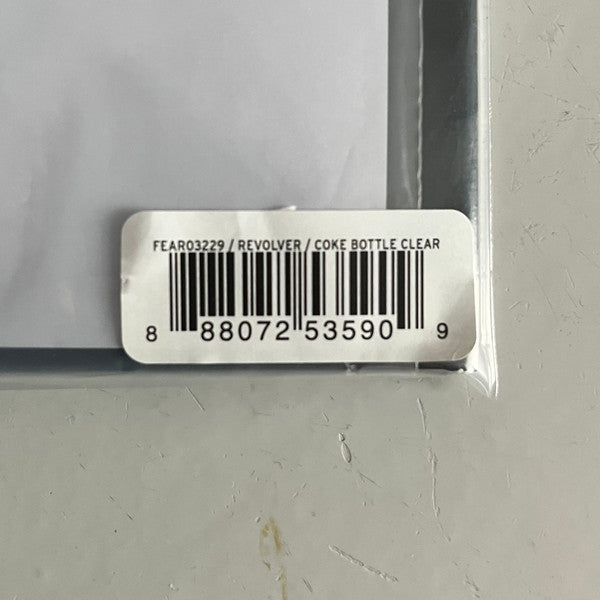 FEAR03229 / REVOLVER / COKE BOTTLE CLEAR
8 88072 53590 9